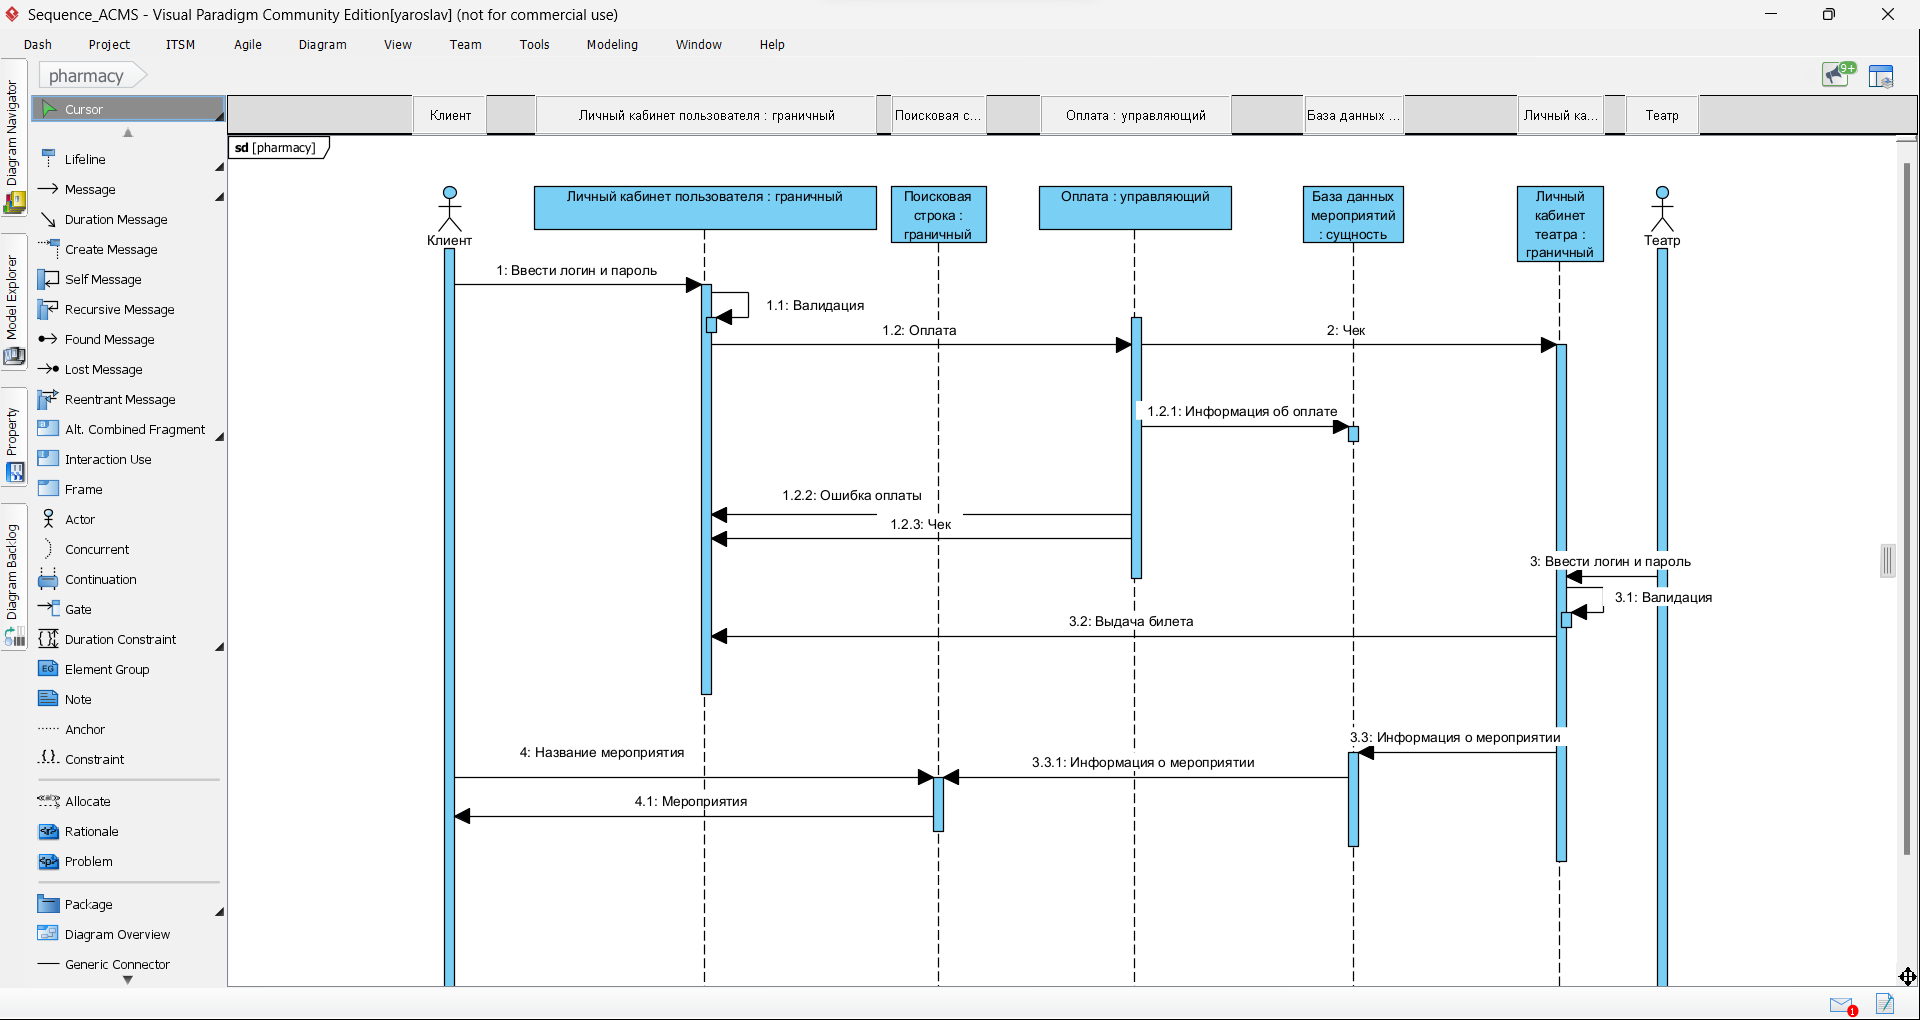 Sequence_ACMS - Visual Paradigm Community Edition[yaroslav] (not for commercial use)
Dash Project ITSM Agile Diagram View Team Tools Modeling Window Help
pharmacy
9+
Diagram Navigator
Model Explorer
Property
Diagram Backlog
Cursor
Lifeline
Message
Duration Message
Create Message
Self Message
Recursive Message
Found Message
Lost Message
Reentrant Message
Alt. Combined Fragment
Interaction Use
Frame
Actor
Concurrent
Continuation
Gate
Duration Constraint
EG Element Group
Note
Anchor
Constraint
Allocate
Rationale
Problem
Package
Diagram Overview
Generic Connector
Клиент Личный кабинет пользователя : граничный Поисковая с... Оплата : управляющий База данных ... Личный ка... Театр
sd [pharmacy]
Клиент
Личный кабинет пользователя : граничный
Поисковая
строка :
граничный
Оплата : управляющий
База данных
мероприятий
: сущность
Личный
кабинет
театра :
граничный
Театр
1: Ввести логин и пароль
1.1: Валидация
1.2: Оплата
2: Чек
1.2.1: Информация об оплате
1.2.2: Ошибка оплаты
1.2.3: Чек
3: Ввести логин и пароль
3.1: Валидация
3.2: Выдача билета
3.3: Информация о мероприятии
4: Название мероприятия
3.3.1: Информация о мероприятии
4.1: Мероприятия
1